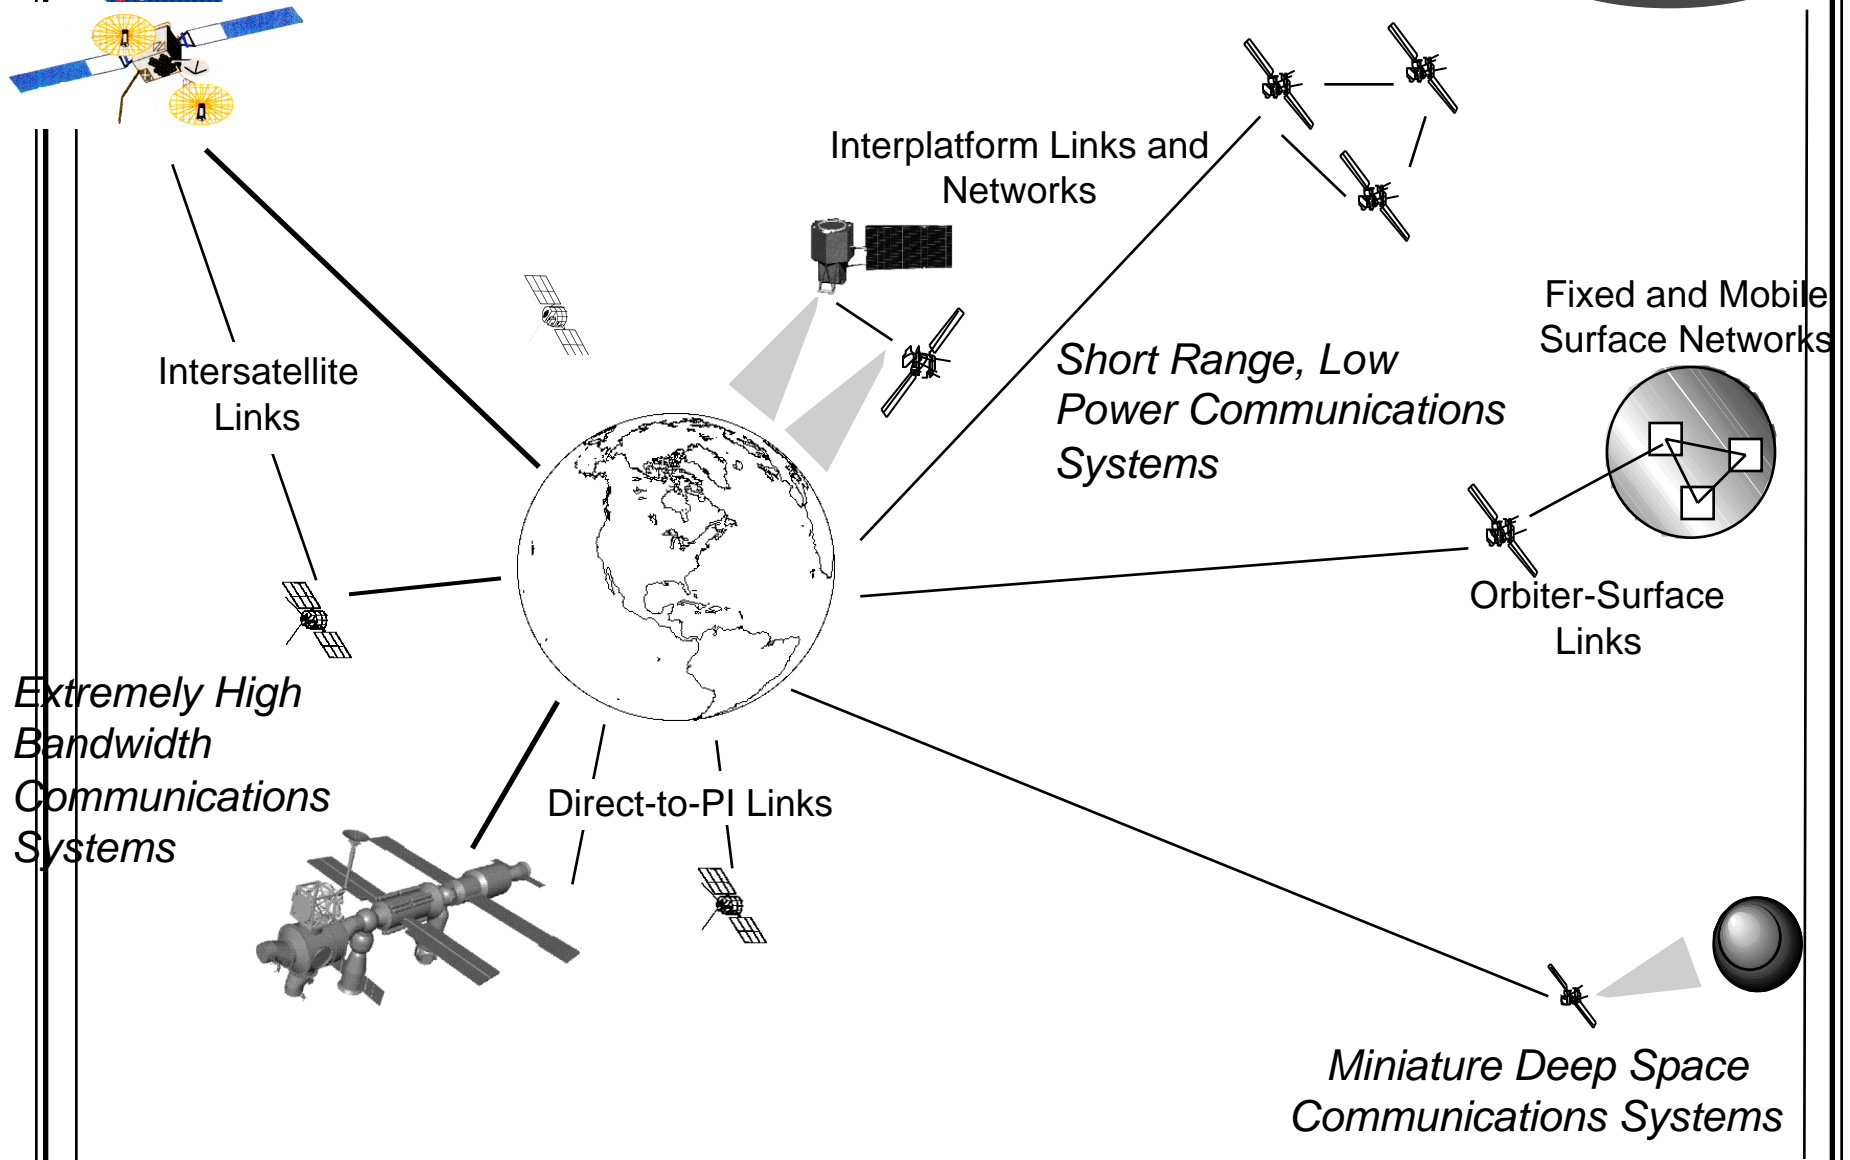 Interplatform Links and
Networks
Fixed and Mobile
Surface Networks
Intersatellite
Links
Short Range, Low
Power Communications
Systems
Orbiter-Surface
Links
Extremely High
Bandwidth
Communications
Systems
Direct-to-PI Links
Miniature Deep Space
Communications Systems